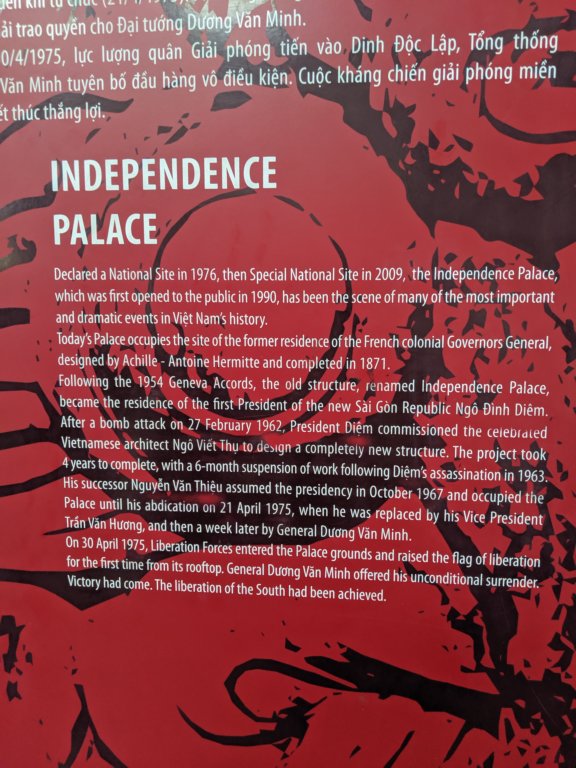 ải trao quyền cho Đại tướng Dương Văn Minh.
0/4/1975, lực lượng quân Giải phóng tiến vào Dinh Độc Lập, Tổng thống
Văn Minh tuyên bố đầu hàng vô điều kiện. Cuộc kháng chiến giải phóng miền
ết thúc thắng lợi.
INDEPENDENCE
PALACE
Declared a National Site in 1976, then Special National Site in 2009, the Independence Palace,
which was first opened to the public in 1990, has been the scene of many of the most important
and dramatic events in Việt Nam's history.
Today's Palace occupies the site of the former residence of the French colonial Governors General,
designed by Achille - Antoine Hermitte and completed in 1871.
Following the 1954 Geneva Accords, the old structure, renamed Independence Palace,
became the residence of the first President of the new Sài Gòn Republic Ngô Đình Diêm.
After a bomb attack on 27 February 1962, President Diệm commissioned the celebrated
Vietnamese architect Ngô Viết Thụ to design a completely new structure. The project took
4 years to complete, with a 6-month suspension of work following Diệm's assassination in 1963.
His successor Nguyễn Văn Thiêu assumed the presidency in October 1967 and occupied the
Palace until his abdication on 21 April 1975, when he was replaced by his Vice President
Trần Văn Hương, and then a week later by General Dương Văn Minh.
On 30 April 1975, Liberation Forces entered the Palace grounds and raised the flag of liberation
for the first time from its rooftop. General Dương Văn Minh offered his unconditional surrender.
Victory had come. The liberation of the South had been achieved.